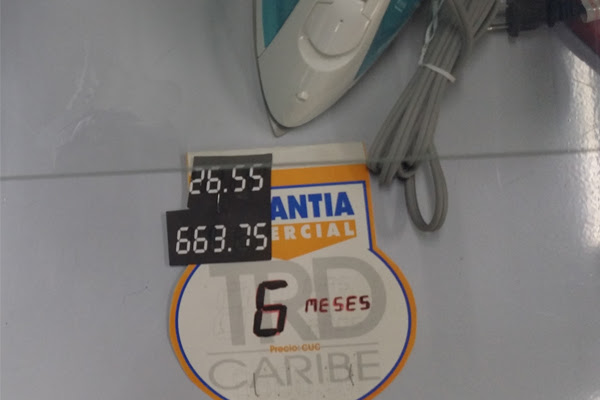 26.55
663.75
ANTIA
ERCIAL
TRD
6 MESES
Precio: CUC
CARIBE